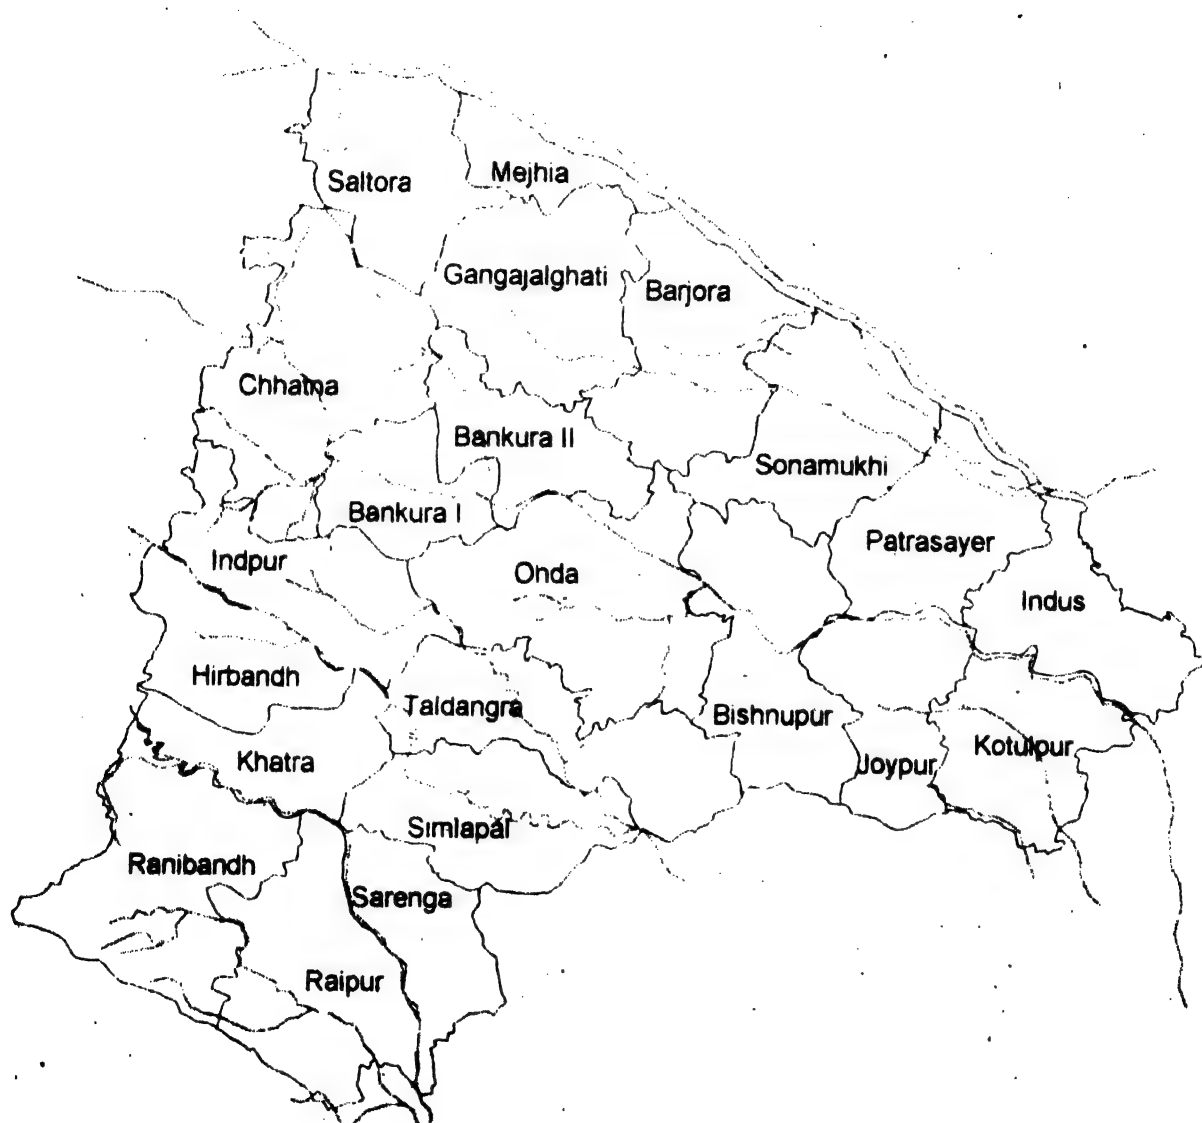 Mejhia
Saltora
Gangajalghati
Barjora
Chhatna
Bankura II
Sonamukhi
Bankura I
Patrasayer
Indpur
Onda
Indus
Hirbandh
Taldangra
Bishnupur
Kotulpur
Khatra
Joypur
Simlapal
Ranibandh
Sarenga
Raipur